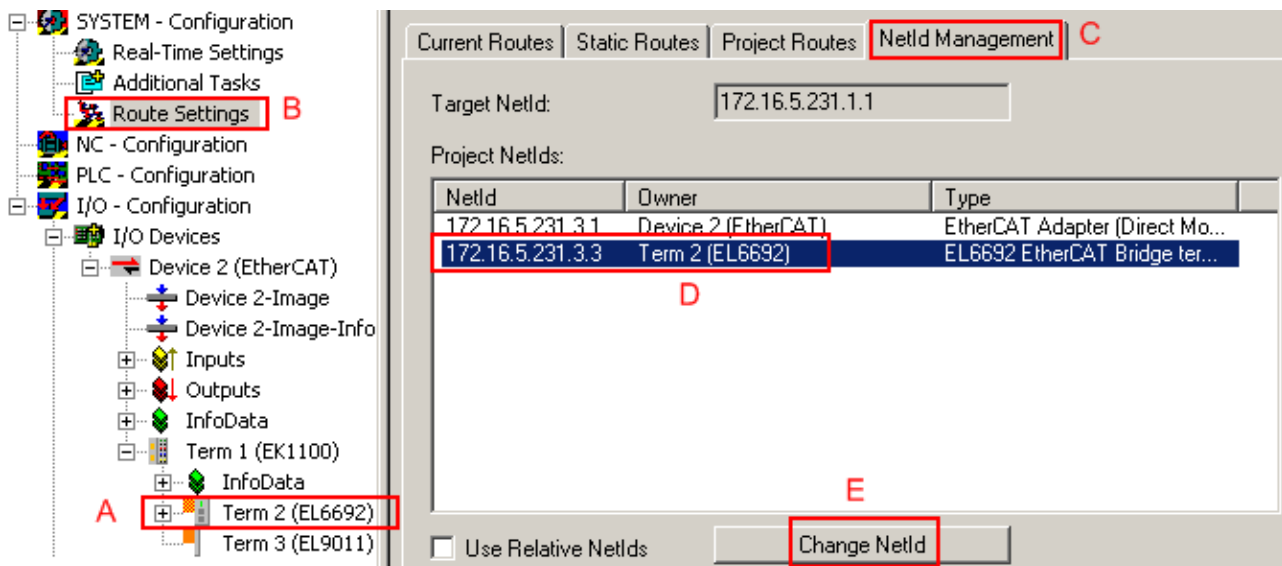 SYSTEM - Configuration
Real-Time Settings
Additional Tasks
Route Settings
B
NC - Configuration
PLC - Configuration
I/O - Configuration
I/O Devices
Device 2 (EtherCAT)
Device 2-Image
Device 2-Image-Info
Inputs
Outputs
InfoData
Term 1 (EK1100)
InfoData
A
Term 2 (EL6692)
Term 3 (EL9011)
Current Routes
Static Routes
Project Routes
NetId Management
C
Target NetId:
172.16.5.231.1.1
Project NetIds:
NetId Owner Type
172.16.5.231.3.1 Device 2 (EtherCAT) EtherCAT Adapter (Direct Mo...
172.16.5.231.3.3 Term 2 (EL6692) EL6692 EtherCAT Bridge ter...
D
E
Use Relative NetIds
Change NetId